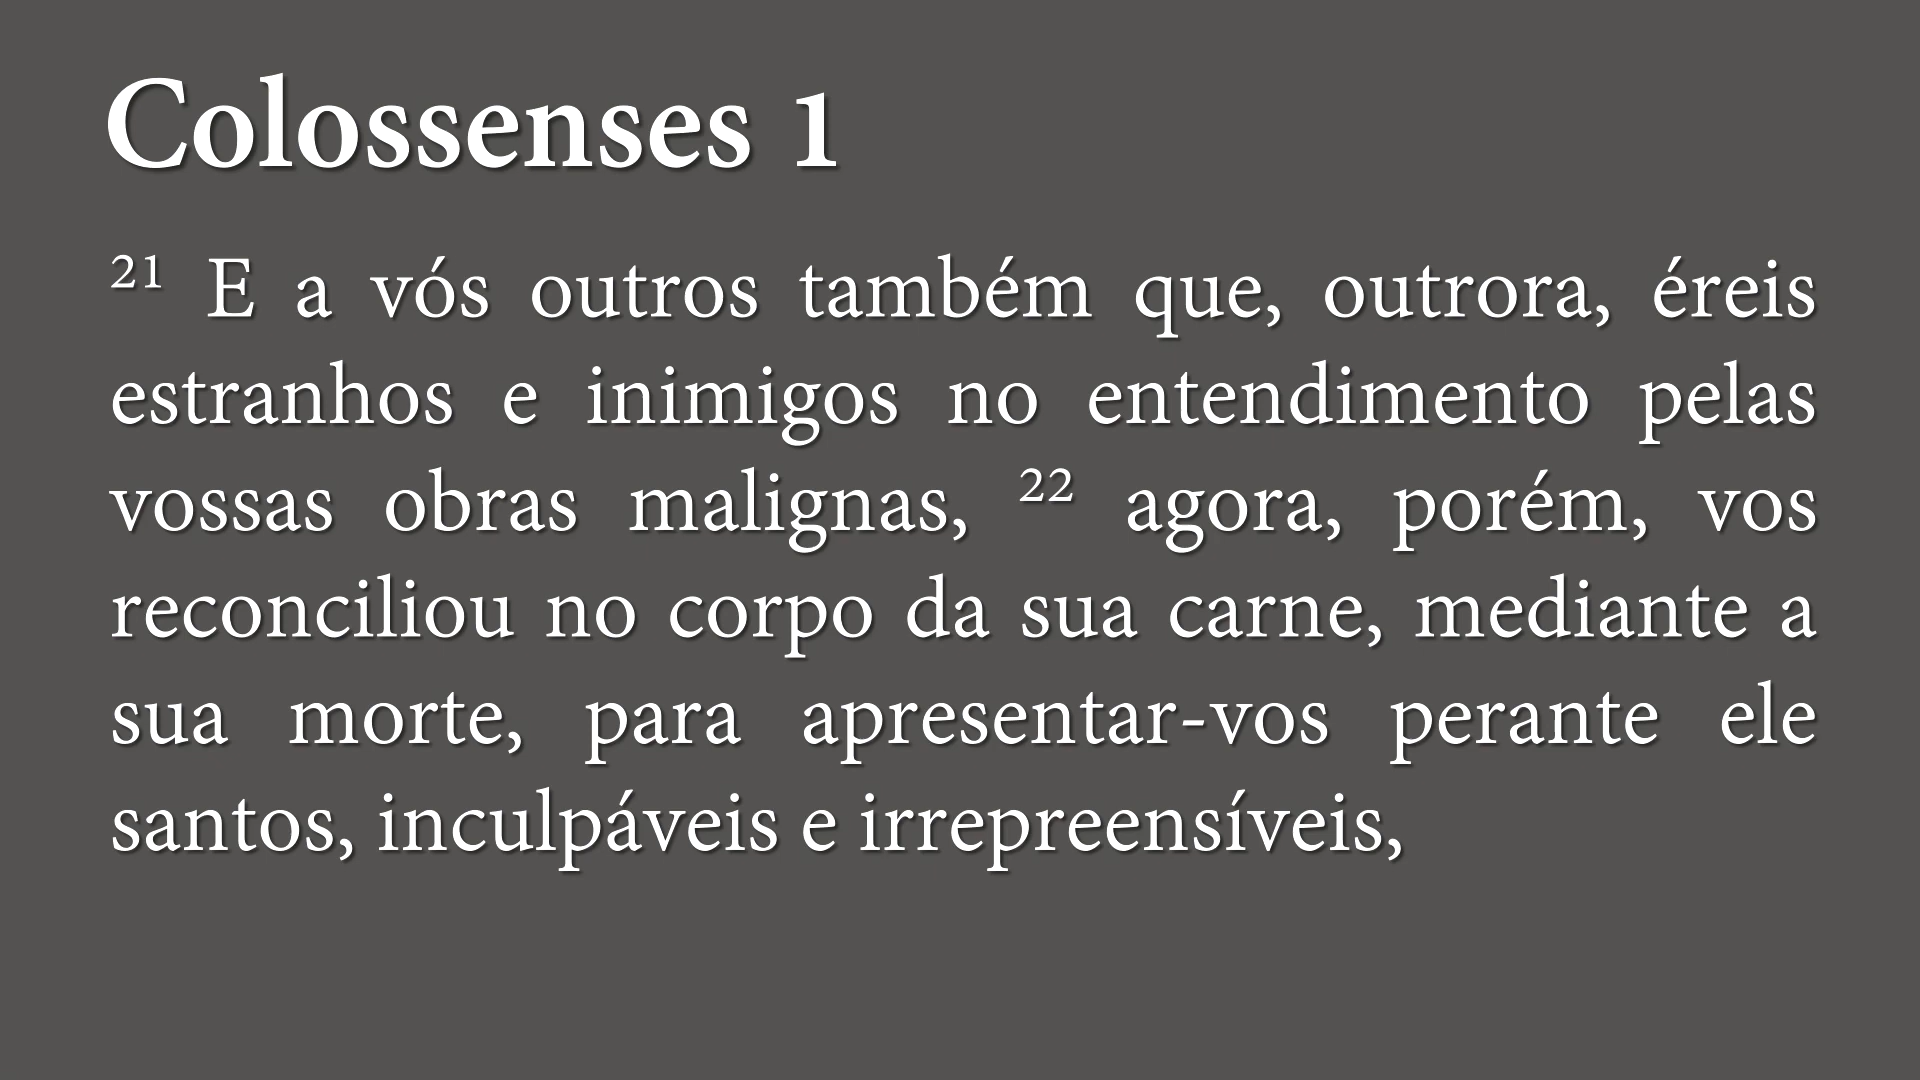 Colossenses 1
²¹ E a vós outros também que, outrora, éreis
estranhos e inimigos no entendimento pelas
vossas obras malignas, ²² agora, porém, vos
reconciliou no corpo da sua carne, mediante a
sua morte, para apresentar-vos perante ele
santos, inculpáveis e irrepreensíveis,